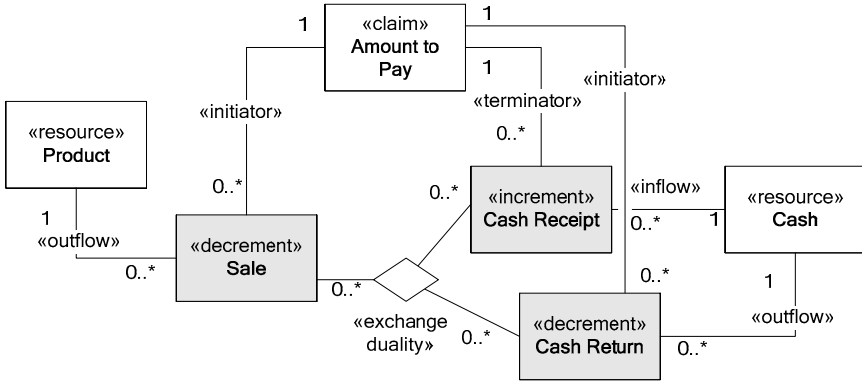 1
«claim»
Amount to
Pay
1
1
«initiator»
«terminator»
«initiator»
«resource»
Product
0..*
0..*
0..*
«increment»
Cash Receipt
«inflow»
0..*
1
«resource»
Cash
1
«outflow»
0..*
«decrement»
Sale
0..*
«exchange
duality»
0..*
0..*
«decrement»
Cash Return
1
«outflow»
0..*